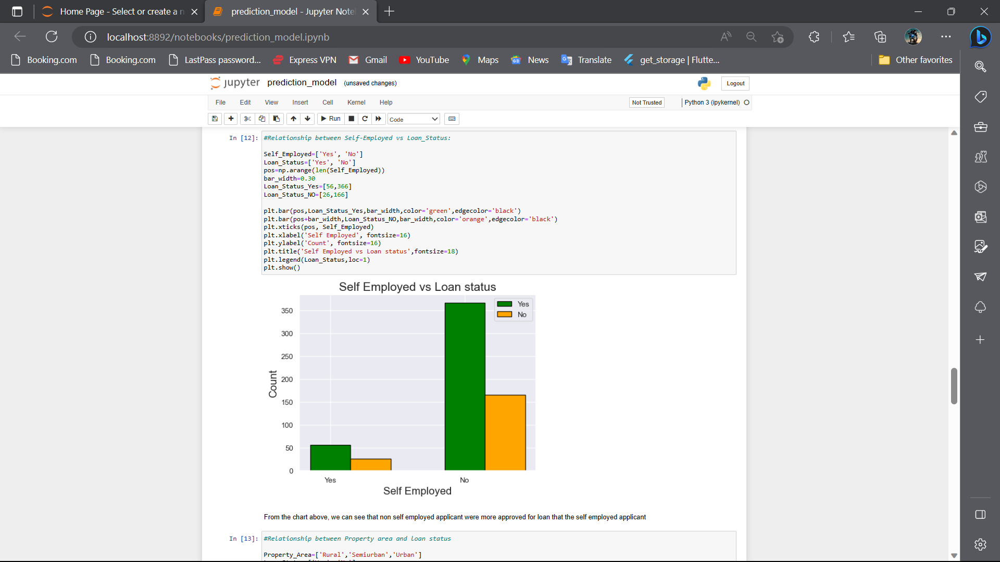 Home Page - Select or create a n
prediction_model - Jupyter Note
localhost:8892/notebooks/prediction_model.ipynb
Booking.com
Booking.com
LastPass password...
Express VPN
Gmail
YouTube
Maps
News
Translate
get_storage | Flutte...
Other favorites
jupyter prediction_model (unsaved changes)
Logout
File Edit View Insert Cell Kernel Help
Not Trusted
Python 3 (ipykernel)
Run
Code
In [12]: #Relationship between Self-Employed vs Loan_Status:
Self_Employed=['Yes', 'No']
Loan_Status=['Yes', 'No']
pos=np.arange(len(Self_Employed))
bar_width=0.30
Loan_Status_Yes=[56,366]
Loan_Status_NO=[26,166]
plt.bar(pos,Loan_Status_Yes,bar_width,color='green',edgecolor='black')
plt.bar(pos+bar_width,Loan_Status_NO,bar_width,color='orange',edgecolor='black')
plt.xticks(pos, Self_Employed)
plt.xlabel('Self Employed', fontsize=16)
plt.ylabel('Count', fontsize=16)
plt.title('Self Employed vs Loan status',fontsize=18)
plt.legend(Loan_Status,loc=1)
plt.show()
Self Employed vs Loan status
Yes
No
350
300
250
200
150
100
50
0
Count
Yes
No
Self Employed
From the chart above, we can see that non self employed applicant were more approved for loan that the self employed applicant
In [13]: #Relationship between Property area and loan status
Property_Area=['Rural','Semiurban','Urban']